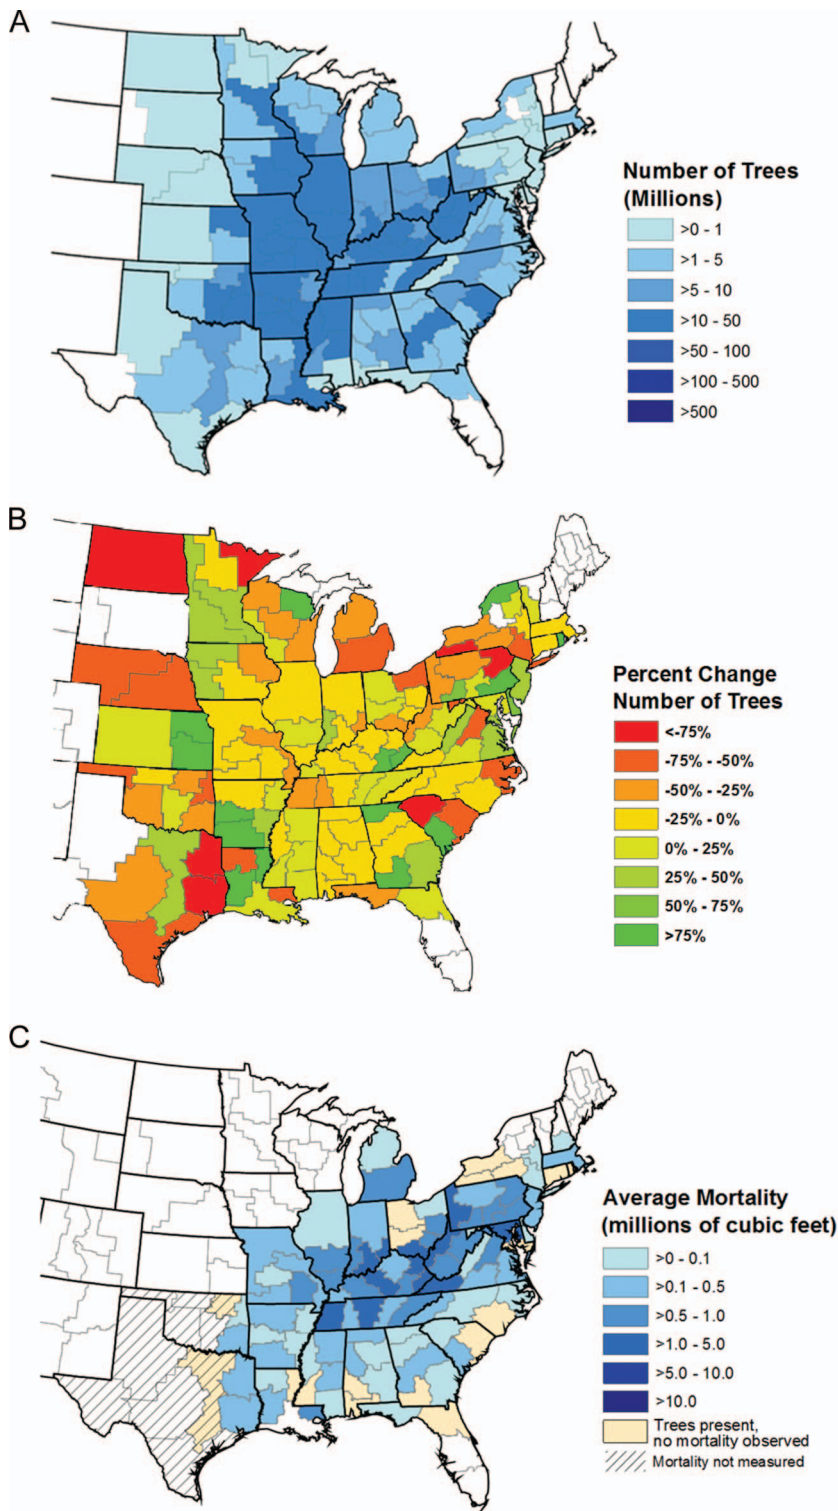 A
Number of Trees
(Millions)
>0 - 1
>1 - 5
>5 - 10
>10 - 50
>50 - 100
>100 - 500
>500
B
Percent Change
Number of Trees
<-75%
-75% - -50%
-50% - -25%
-25% - 0%
0% - 25%
25% - 50%
50% - 75%
>75%
C
Average Mortality
(millions of cubic feet)
>0 - 0.1
>0.1 - 0.5
>0.5 - 1.0
>1.0 - 5.0
>5.0 - 10.0
>10.0
Trees present,
no mortality observed
Mortality not measured